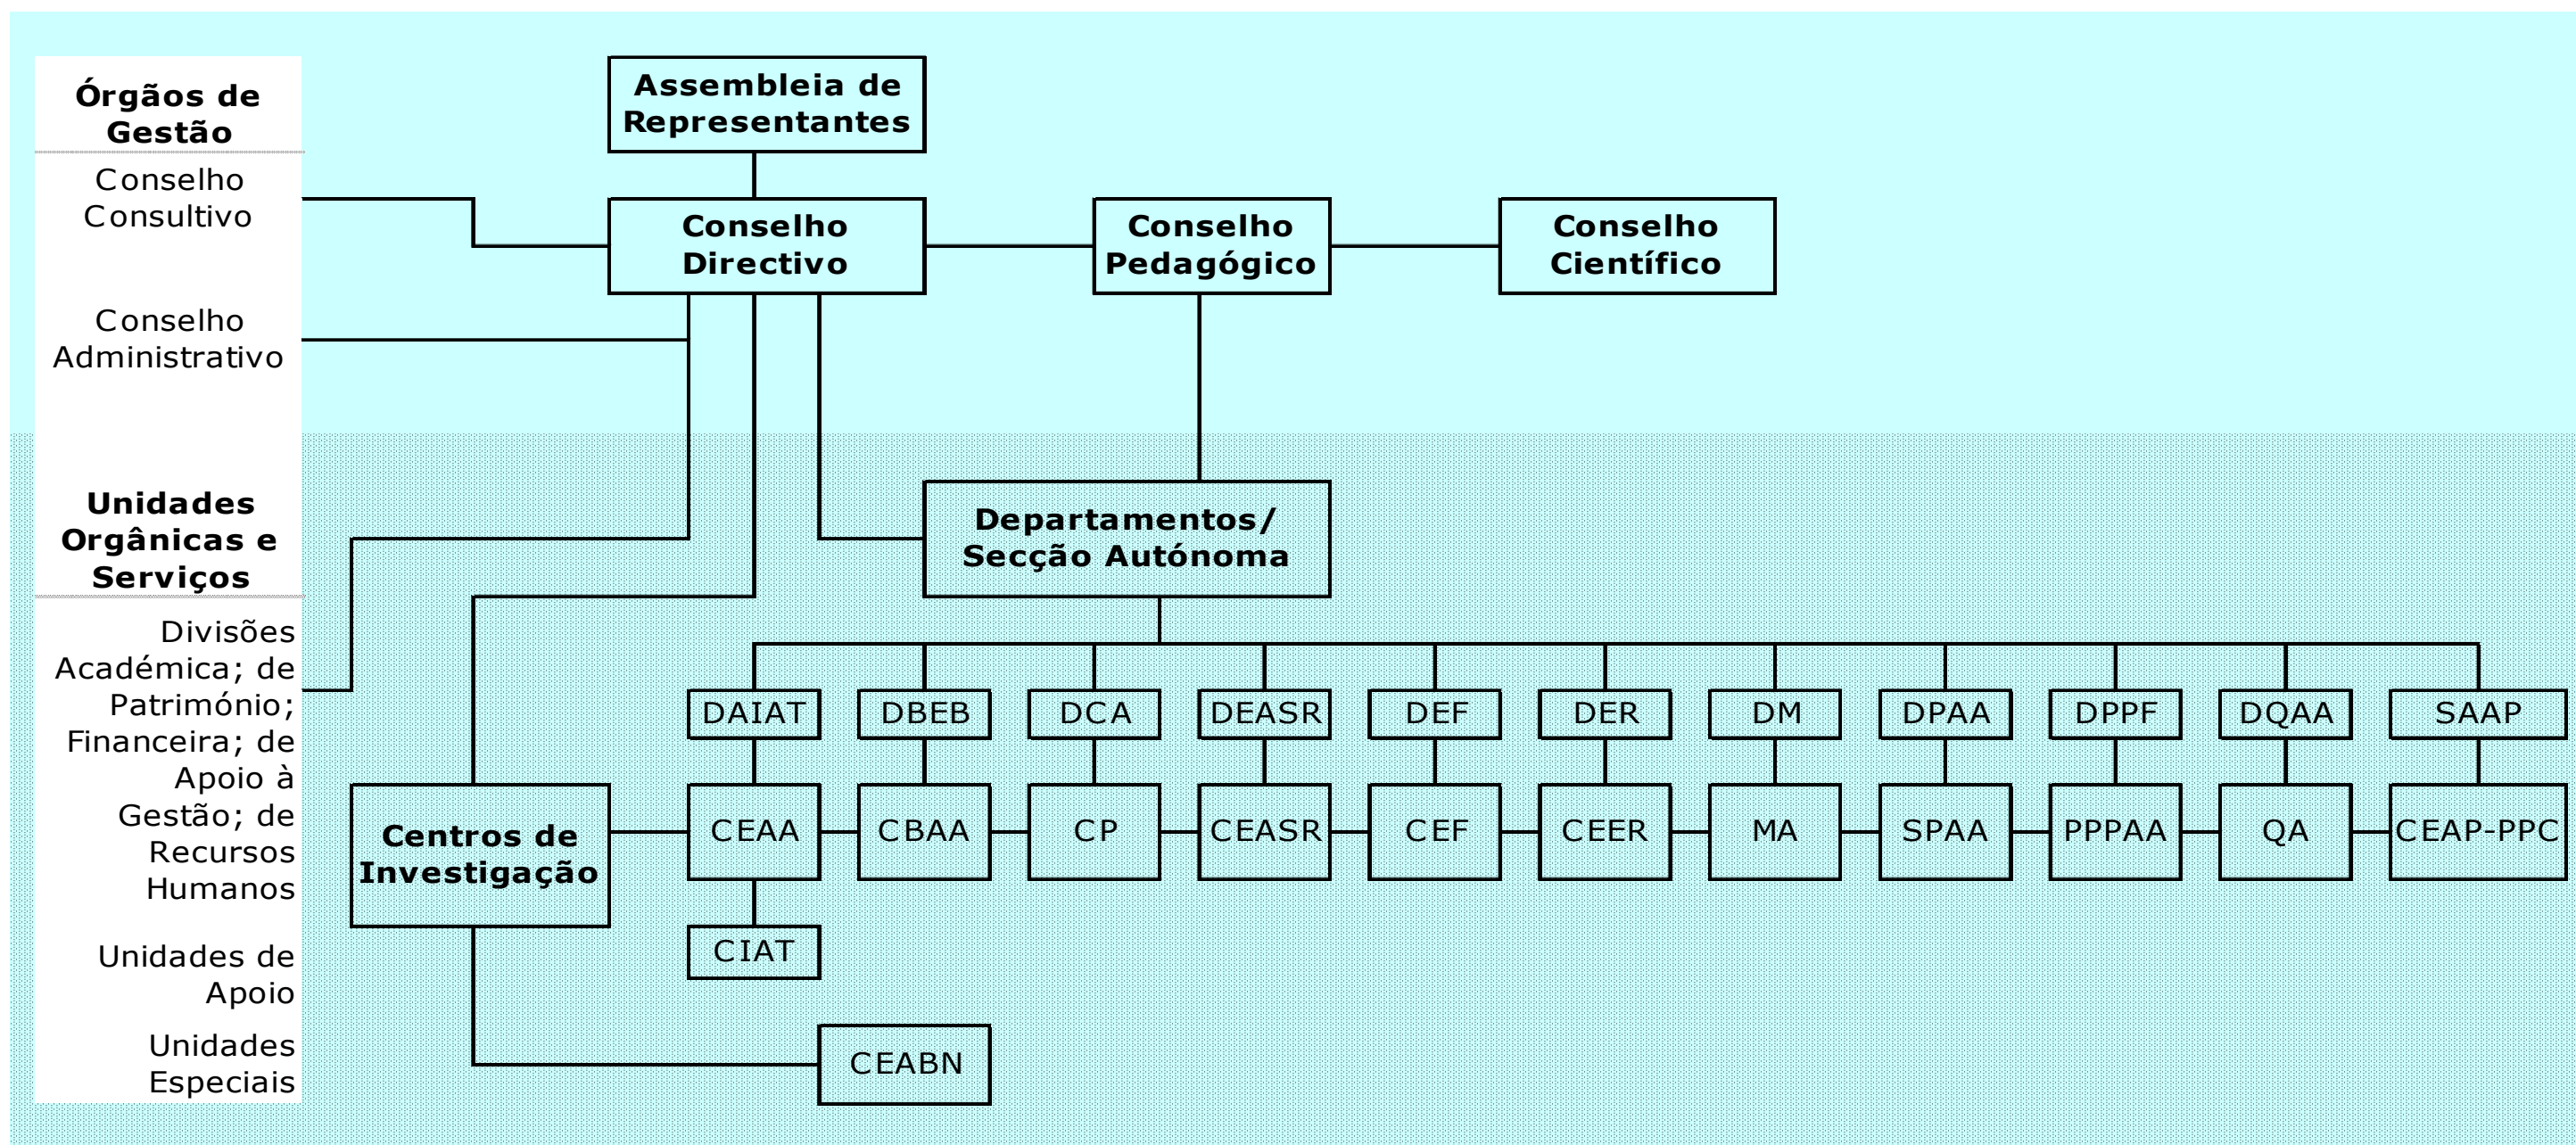 Órgãos de
Gestão
Conselho
Consultivo
Conselho
Administrativo
Unidades
Orgânicas e
Serviços
Divisões
Académica; de
Património;
Financeira; de
Apoio à
Gestão; de
Recursos
Humanos
Unidades de
Apoio
Unidades
Especiais
Assembleia de
Representantes
Conselho
Directivo
Conselho
Pedagógico
Conselho
Científico
Departamentos/
Secção Autónoma
DAIAT DBEB DCA DEASR DEF DER DM DPAA DPPF DQAA SAAP
Centros de
Investigação
CEAA CBAA CP CEASR CEF CEER MA SPAA PPPAA QA CEAP-PPC
CIAT
CEABN